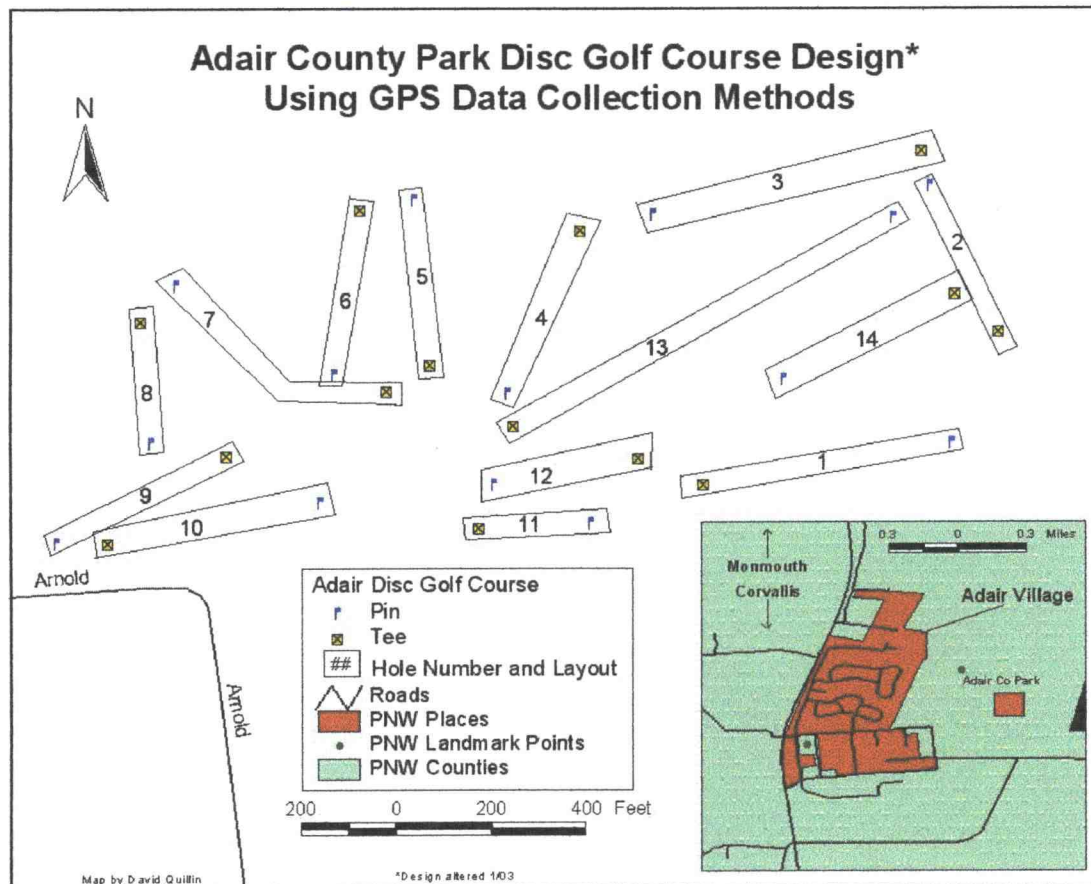 Adair County Park Disc Golf Course Design*
Using GPS Data Collection Methods
N
3
2
5
6
7
4
13
14
8
1
12
9
10
11
Arnold
Arnold
Adair Disc Golf Course
Pin
Tee
## Hole Number and Layout
Roads
PNW Places
PNW Landmark Points
PNW Counties
200 0 200 400 Feet
0.3 0 0.3 Miles
Monmouth
Corvallis
Adair Village
Adair Co Park
Map by David Quillin
*Design altered 1/03